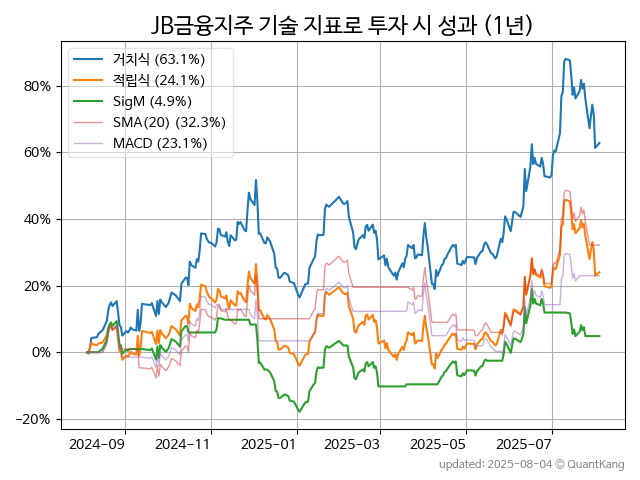 JB금융지주 기술 지표로 투자 시 성과 (1년)
거치식 (63.1%)
적립식 (24.1%)
SigM (4.9%)
SMA(20) (32.3%)
MACD (23.1%)
80%
60%
40%
20%
0%
−20%
2024-09 2024-11 2025-01 2025-03 2025-05 2025-07
updated: 2025-08-04 © QuantKang